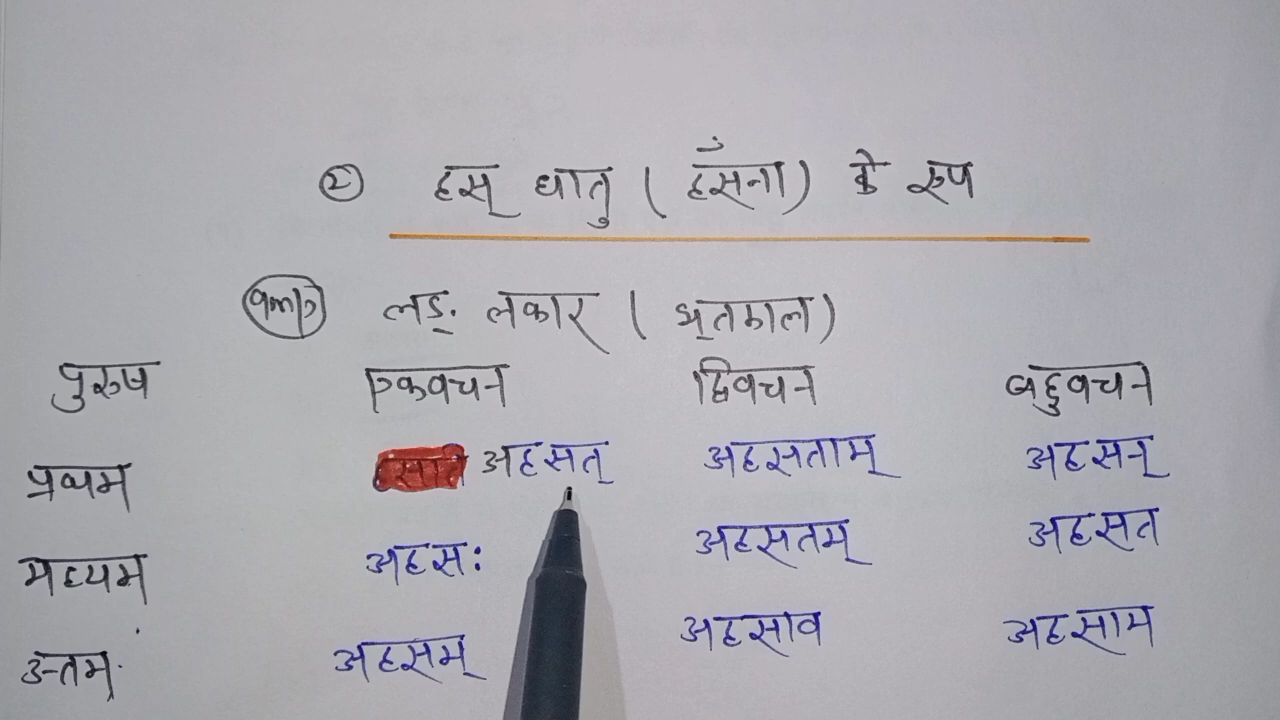 ② हस् धातु ( हँसना ) के रुप
लङ् लकार ( भूतकाल )
पुरुष एकवचन द्विवचन बहुवचन
प्रथम अहसत् अहसताम् अहसन्
मध्यम अहसः अहसतम् अहसत
उत्तम अहसम् अहसाव अहसाम